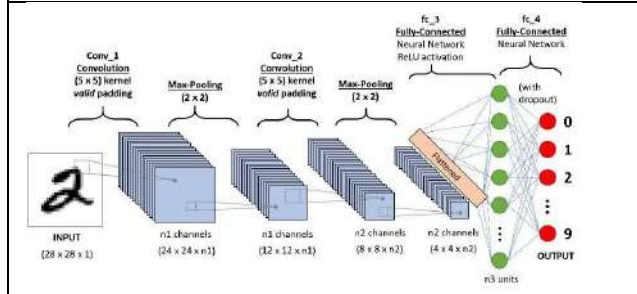 fc_3
Fully-Connected
Neural Network
ReLU activation
fc_4
Fully-Connected
Neural Network
Conv_1
Convolution
(5 x 5) kernel
valid padding
Max-Pooling
(2 x 2)
Conv_2
Convolution
(5 x 5) kernel
valid padding
Max-Pooling
(2 x 2)
(with
dropout)
Flattened
0
1
2
9
2
INPUT
(28 x 28 x 1)
n1 channels
(24 x 24 x n1)
n1 channels
(12 x 12 x n1)
n2 channels
(8 x 8 x n2)
n2 channels
(4 x 4 x n2)
n3 units
OUTPUT